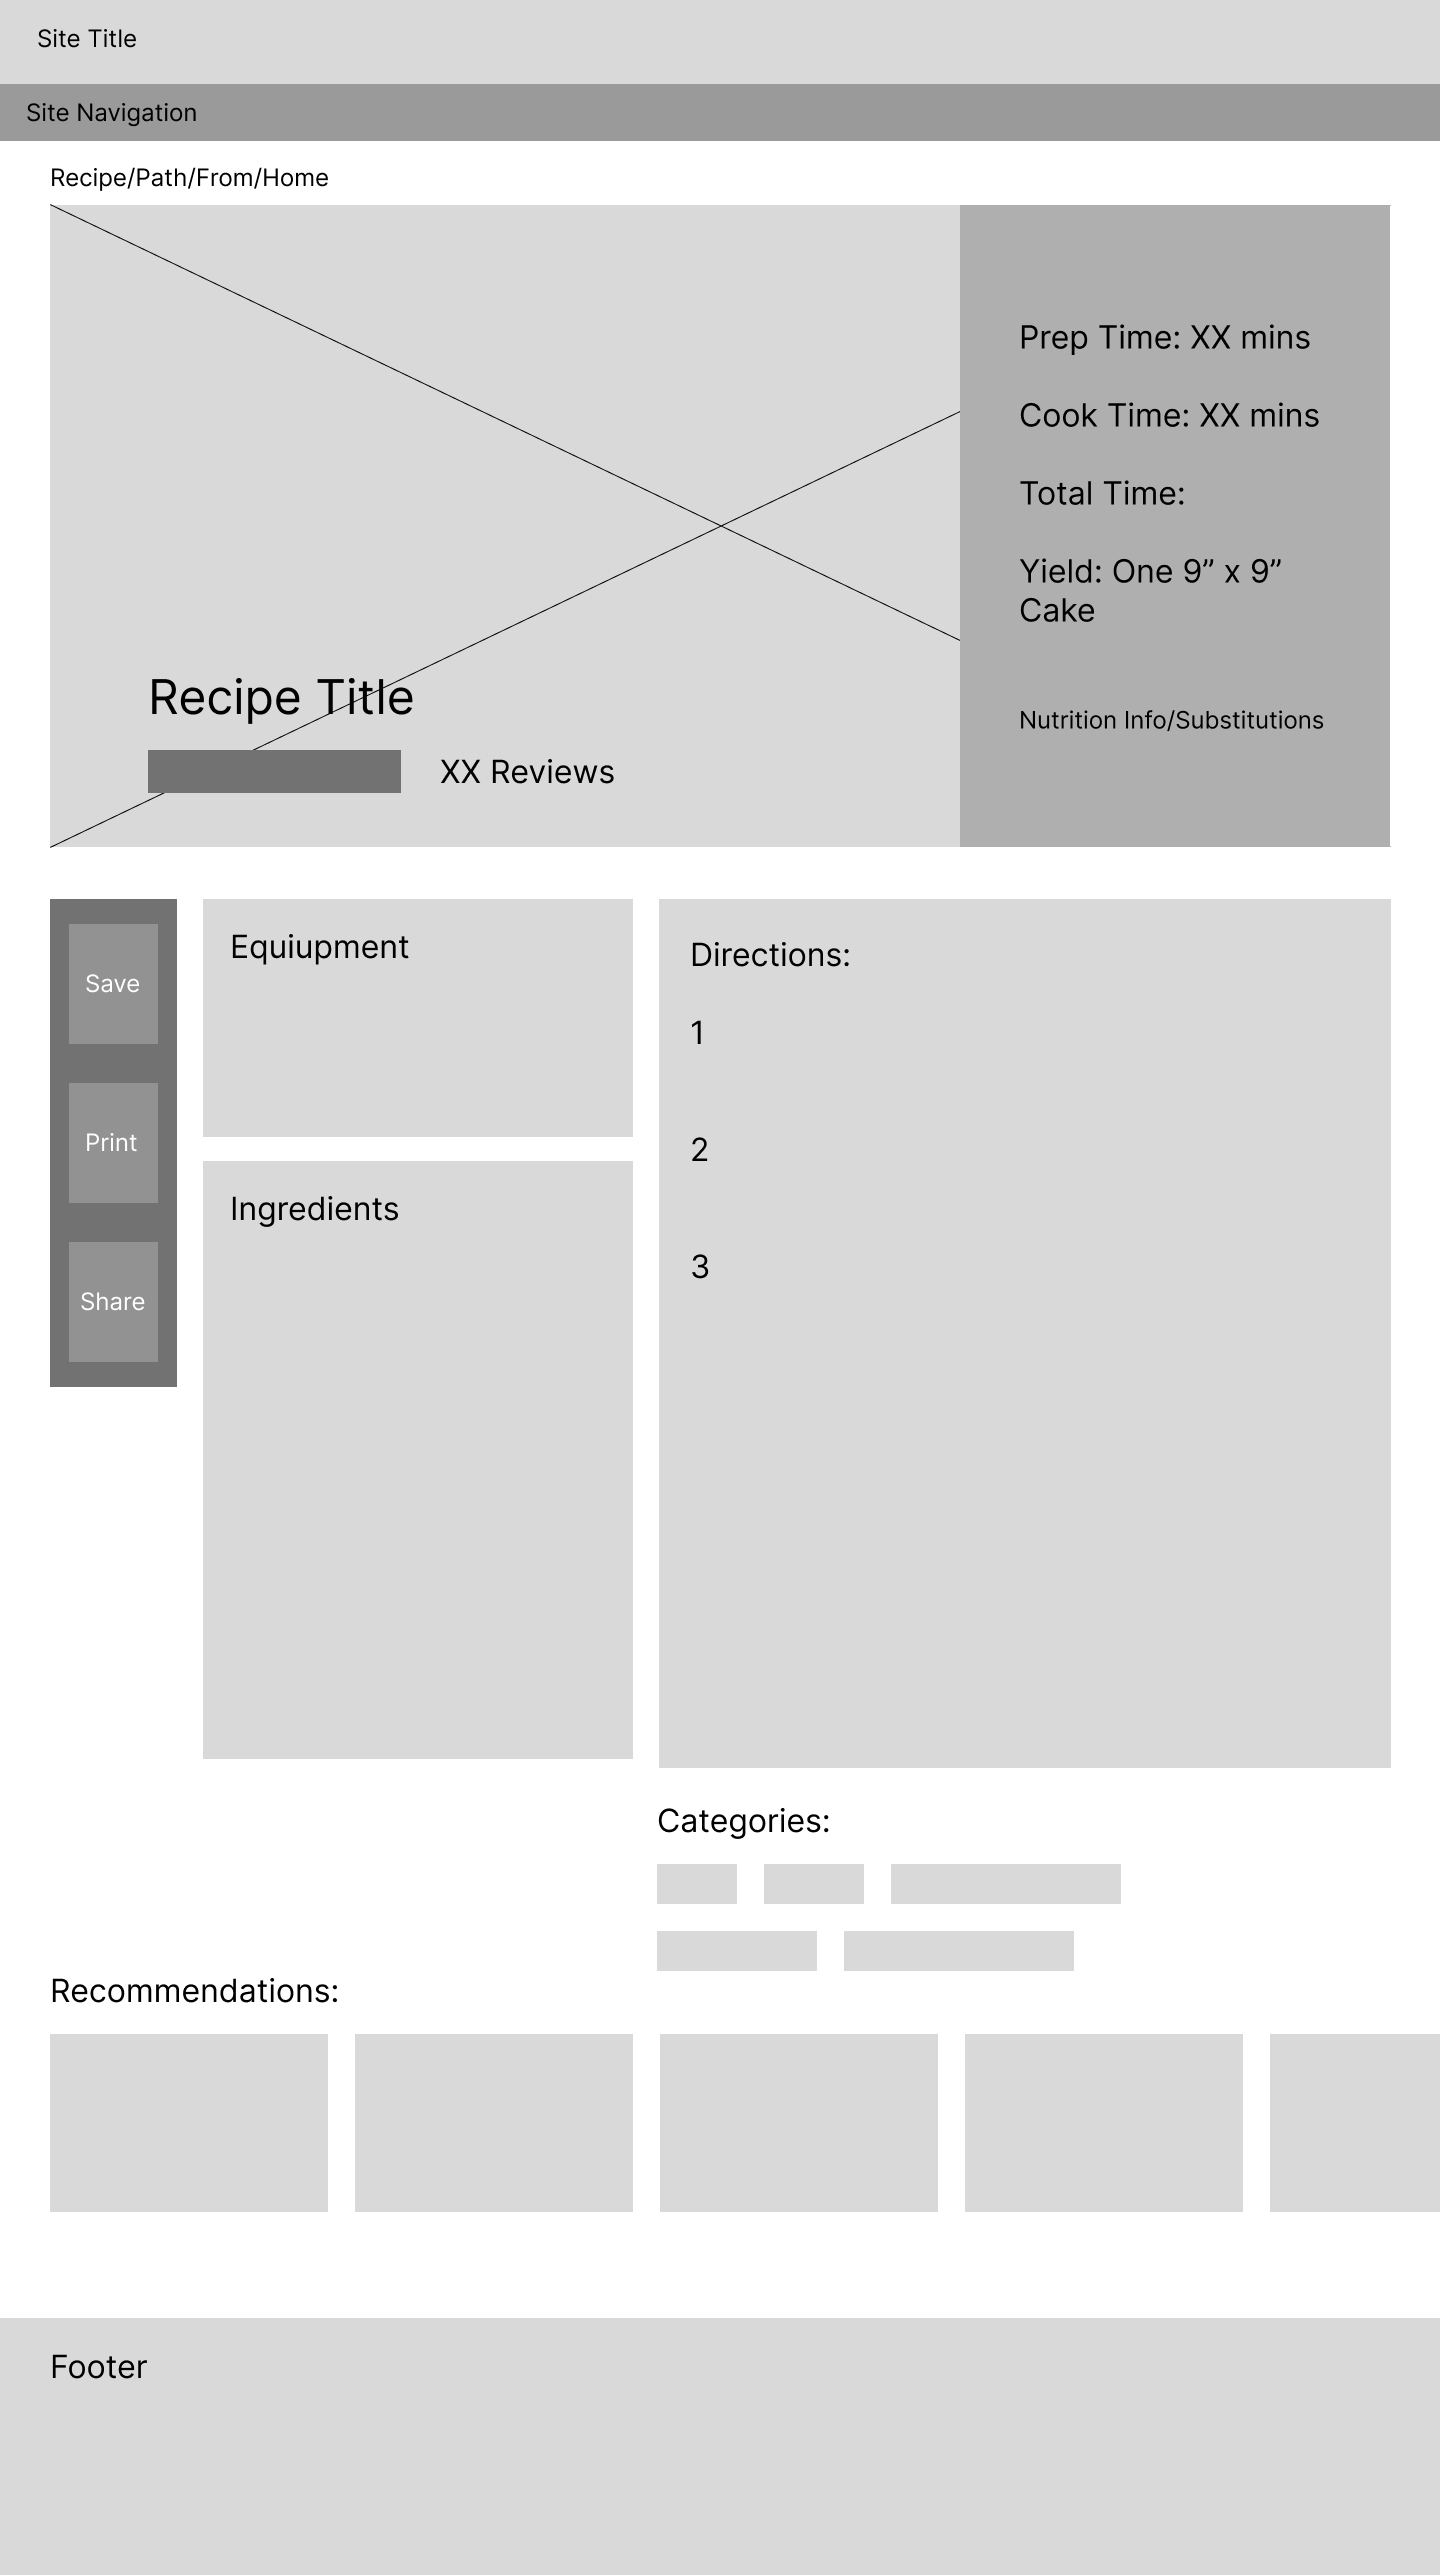 Site Title
Site Navigation
Recipe/Path/From/Home
Prep Time: XX mins
Cook Time: XX mins
Total Time:
Yield: One 9” x 9”
Cake
Nutrition Info/Substitutions
Recipe Title
XX Reviews
Save
Print
Share
Equiupment
Ingredients
Directions:
1
2
3
Categories:
Recommendations:
Footer